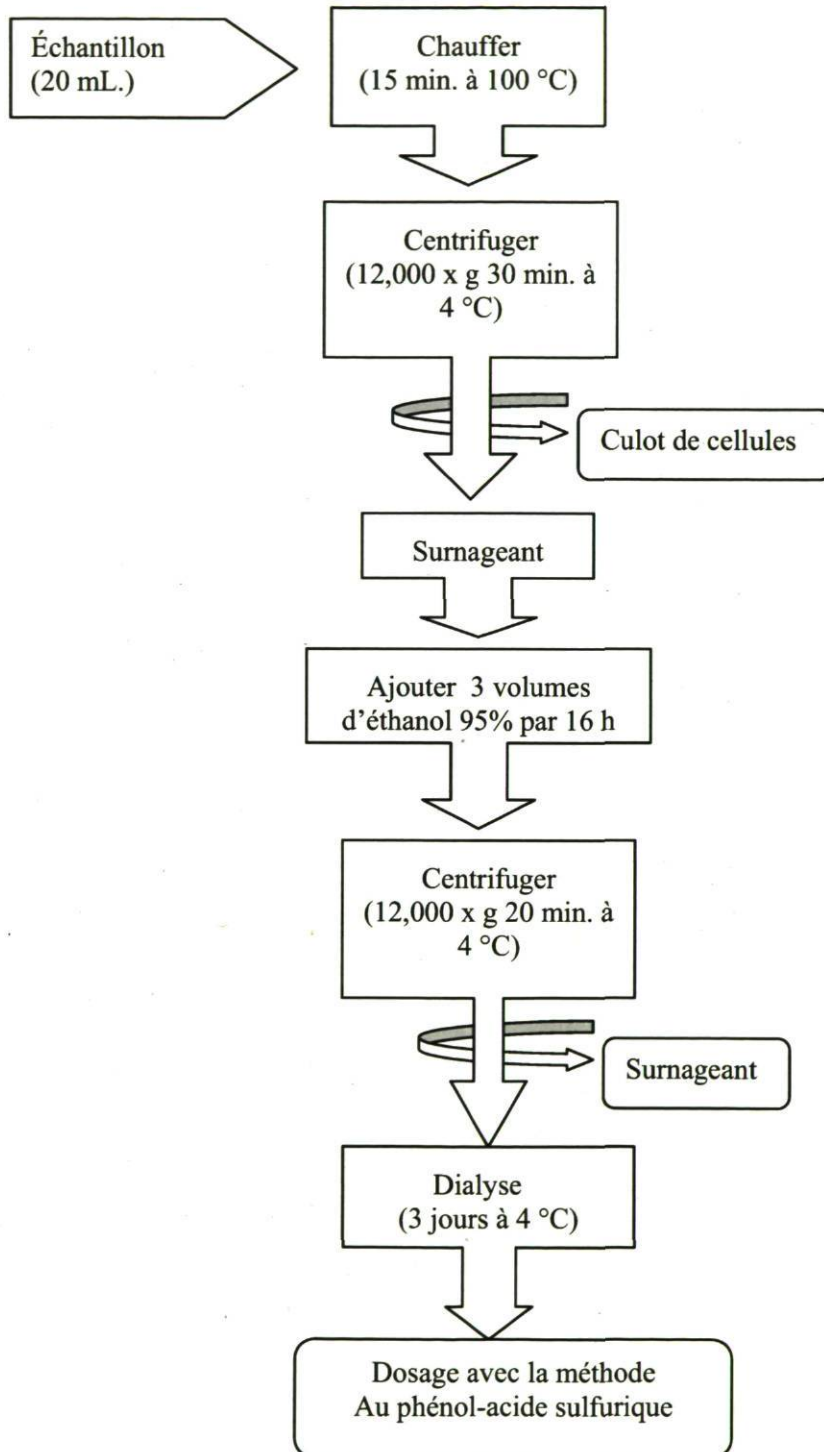 Échantillon
(20 mL.)
Chauffer
(15 min. à 100 °C)
Centrifuger
(12,000 x g 30 min. à
4 °C)
Culot de cellules
Surnageant
Ajouter 3 volumes
d'éthanol 95% par 16 h
Centrifuger
(12,000 x g 20 min. à
4 °C)
Surnageant
Dialyse
(3 jours à 4 °C)
Dosage avec la méthode
Au phénol-acide sulfurique